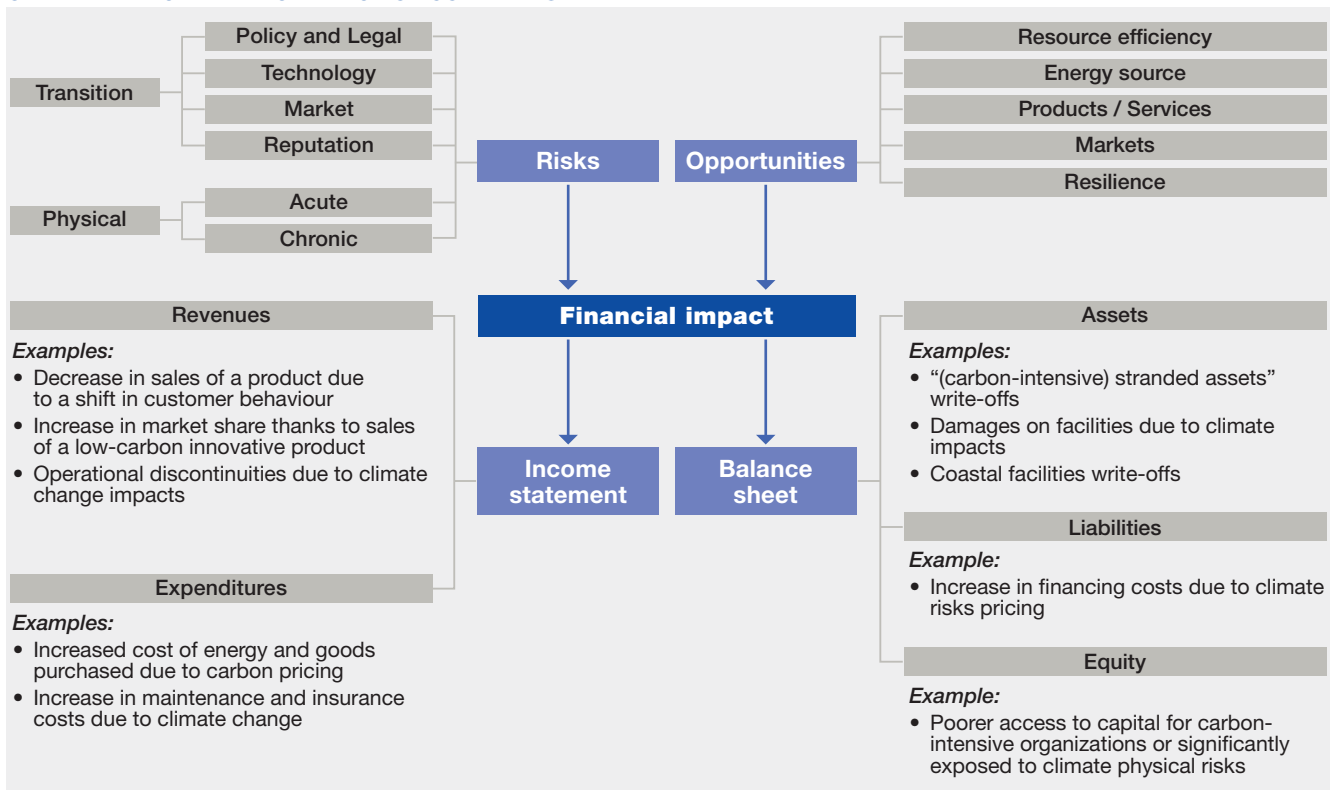 Transition
Policy and Legal
Technology
Market
Reputation
Physical
Acute
Chronic
Risks
Opportunities
Resource efficiency
Energy source
Products / Services
Markets
Resilience
Financial impact
Income
statement
Balance
sheet
Revenues
Examples:
• Decrease in sales of a product due
to a shift in customer behaviour
• Increase in market share thanks to sales
of a low-carbon innovative product
• Operational discontinuities due to climate
change impacts
Expenditures
Examples:
• Increased cost of energy and goods
purchased due to carbon pricing
• Increase in maintenance and insurance
costs due to climate change
Assets
Examples:
• “(carbon-intensive) stranded assets”
write-offs
• Damages on facilities due to climate
impacts
• Coastal facilities write-offs
Liabilities
Example:
• Increase in financing costs due to climate
risks pricing
Equity
Example:
• Poorer access to capital for carbon-
intensive organizations or significantly
exposed to climate physical risks